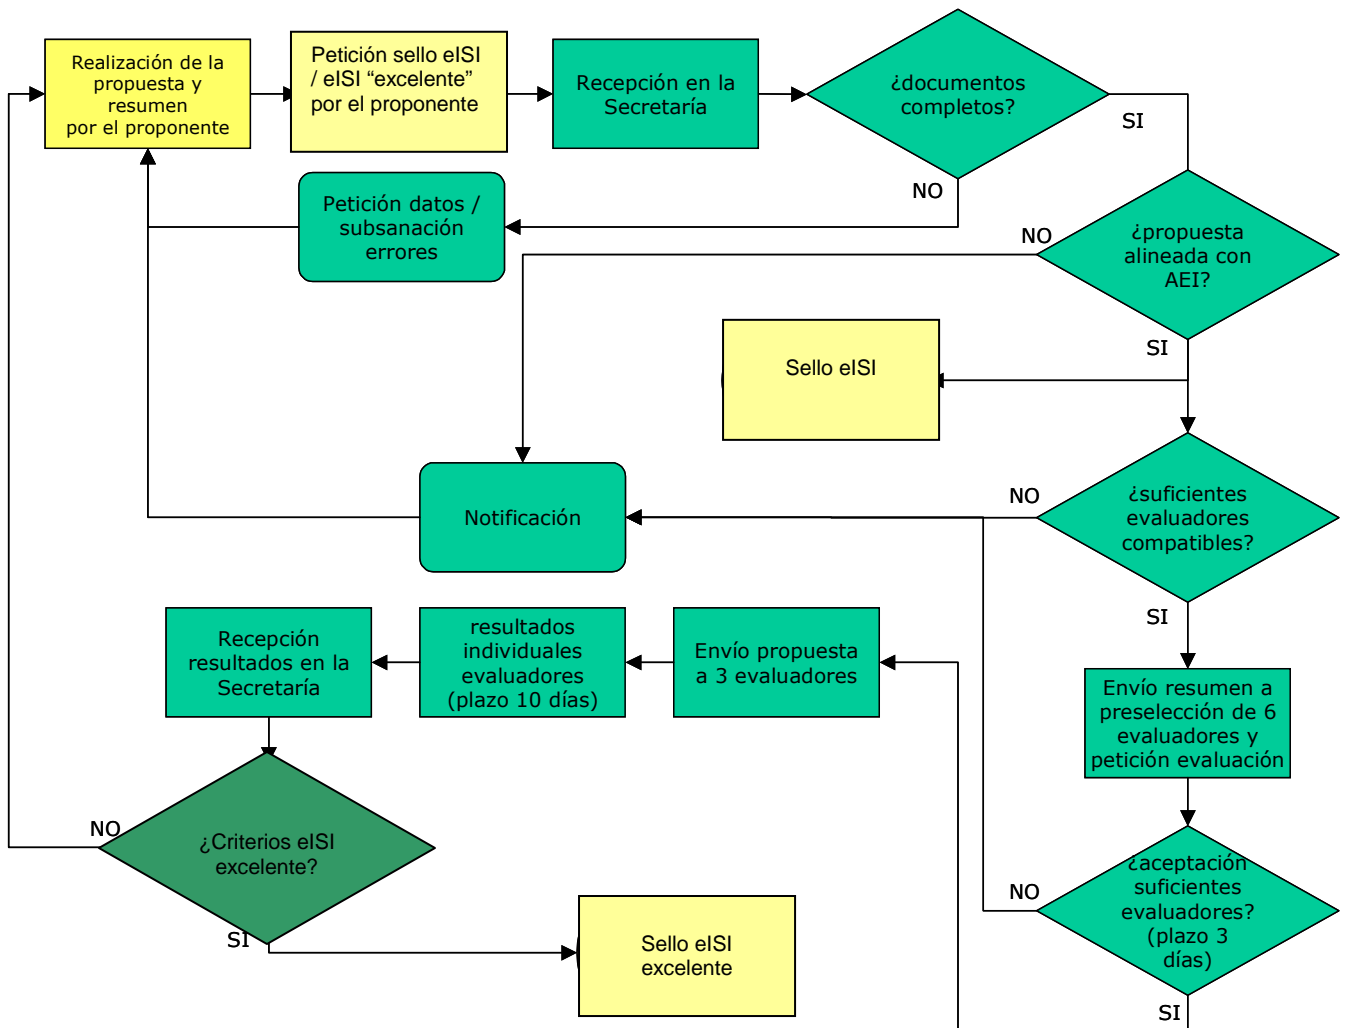 Realización de la
propuesta y
resumen
por el proponente
Petición sello eISI
/ eISI “excelente”
por el proponente
Recepción en la
Secretaría
¿documentos
completos?
SI
NO
Petición datos /
subsanación
errores
NO
¿propuesta
alineada con
AEI?
SI
Sello eISI
Notificación
NO
¿suficientes
evaluadores
compatibles?
SI
Recepción
resultados en la
Secretaría
resultados
individuales
evaluadores
(plazo 10 días)
Envío propuesta
a 3 evaluadores
Envío resumen a
preselección de 6
evaluadores y
petición evaluación
NO
¿Criterios eISI
excelente?
SI
Sello eISI
excelente
NO
¿aceptación
suficientes
evaluadores?
(plazo 3
días)
SI